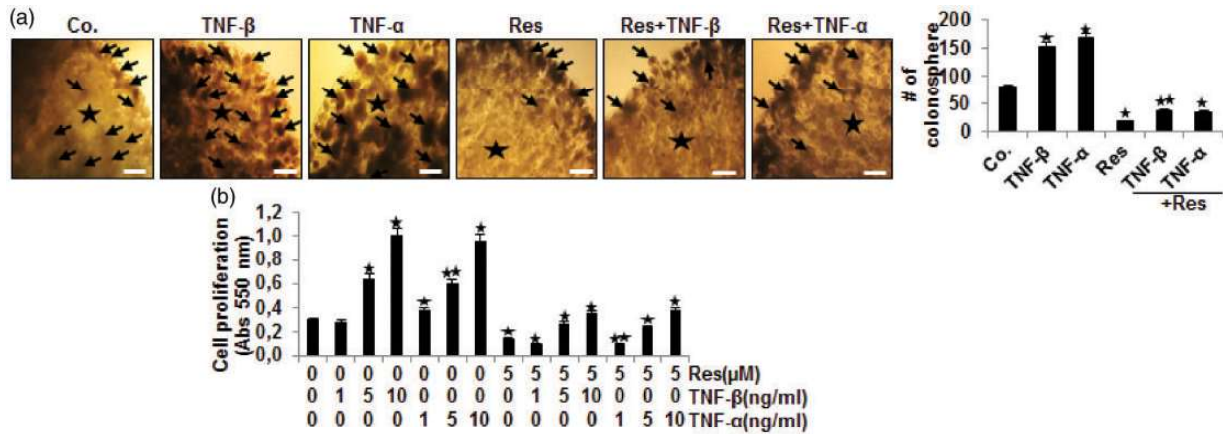 (a)
Co. TNF-β TNF-α Res Res+TNF-β Res+TNF-α
# of colonosphere
200
150
100
50
0
Co. TNF-β TNF-α Res TNF-β TNF-α
+Res
(b)
Cell proliferation
(Abs 550 nm)
1,2
1,0
0,8
0,6
0,4
0,2
0,0
0 0 0 0 0 0 0 5 5 5 5 5 5 5 Res(µM)
0 1 5 10 0 0 0 0 1 5 10 0 0 0 TNF-β(ng/ml)
0 0 0 0 1 5 10 0 0 0 0 1 5 10 TNF-α(ng/ml)